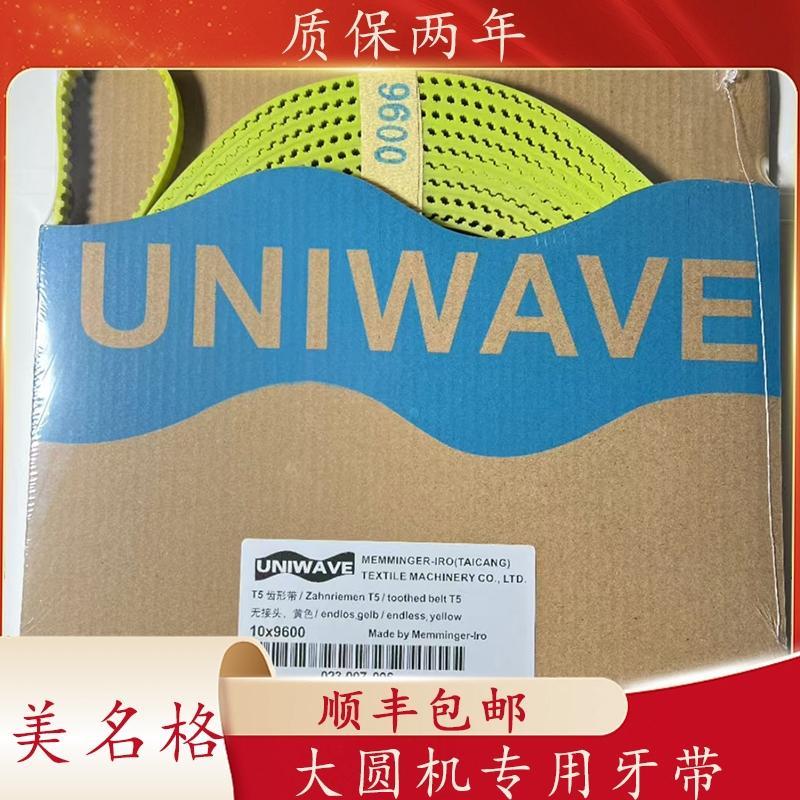 质保两年
9600
UNIWAVE
UNIWAVE
MEMMINGER-IRO(TAICANG)
TEXTILE MACHINERY CO., LTD.
T5 齿形带 / Zahnriemen T5 / toothed belt T5
无接头、黄色 / endlos,gelb / endless, yellow
10x9600 Made by Memminger-Iro
美名格
顺丰包邮
大圆机专用牙带